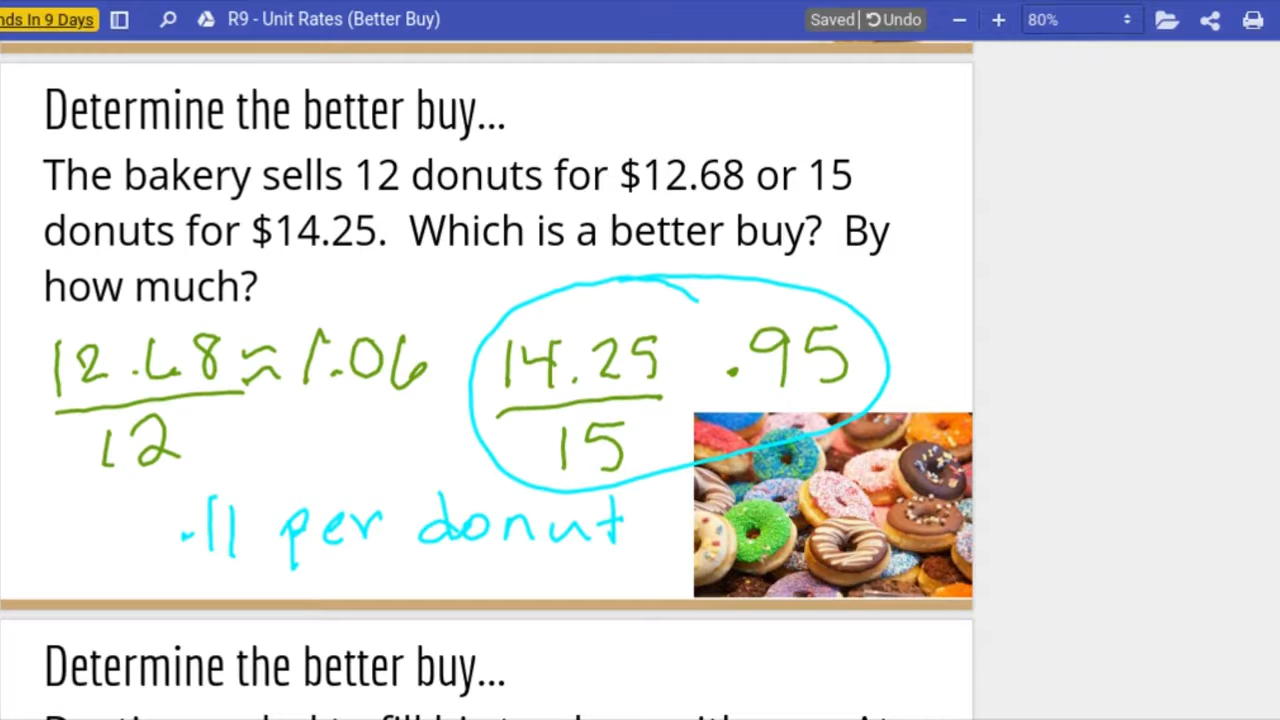 nds In 9 Days
R9 - Unit Rates (Better Buy)
Saved | Undo
80%
Determine the better buy...
The bakery sells 12 donuts for $12.68 or 15
donuts for $14.25. Which is a better buy? By
how much?
12.68 ≈ 1.06
12
14.25 .95
15
.11 per donut
Determine the better buy...